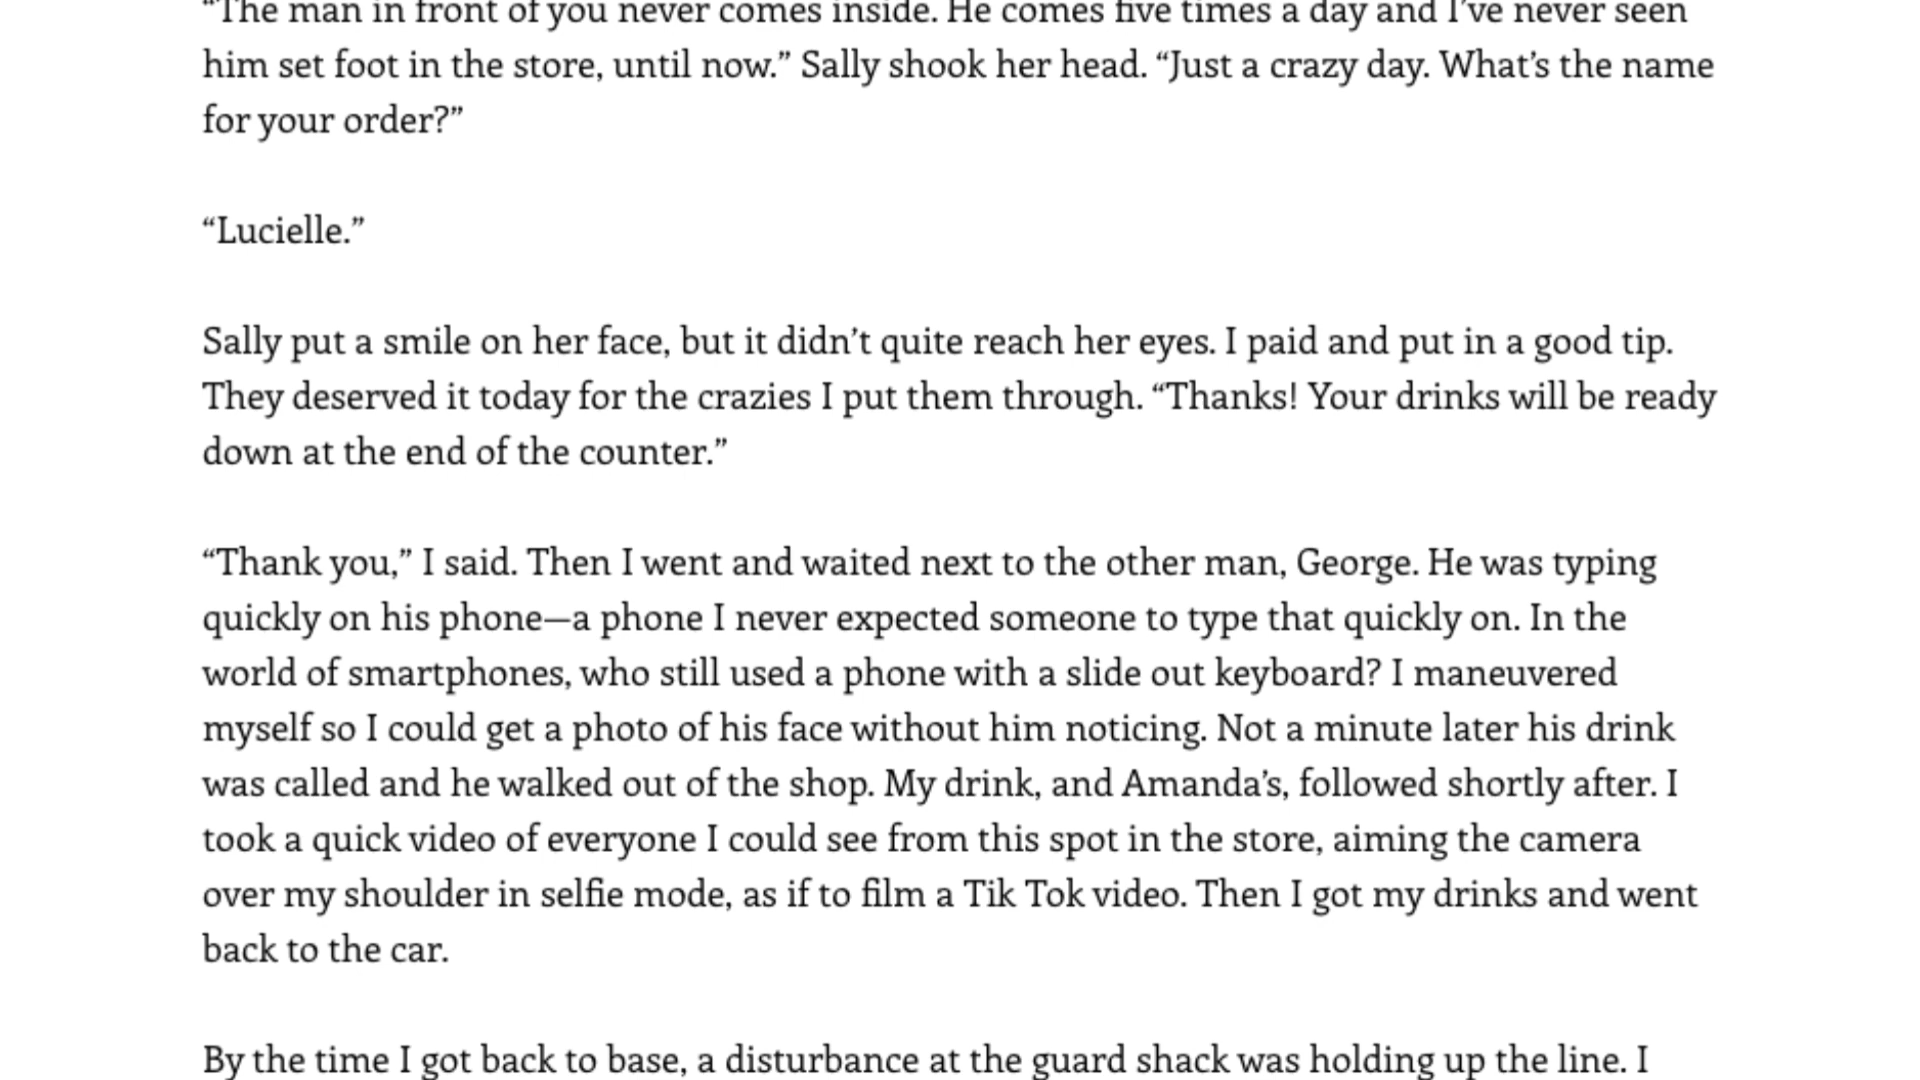 “The man in front of you never comes inside. He comes five times a day and I’ve never seen
him set foot in the store, until now.” Sally shook her head. “Just a crazy day. What’s the name
for your order?”
“Lucielle.”
Sally put a smile on her face, but it didn’t quite reach her eyes. I paid and put in a good tip.
They deserved it today for the crazies I put them through. “Thanks! Your drinks will be ready
down at the end of the counter.”
“Thank you,” I said. Then I went and waited next to the other man, George. He was typing
quickly on his phone—a phone I never expected someone to type that quickly on. In the
world of smartphones, who still used a phone with a slide out keyboard? I maneuvered
myself so I could get a photo of his face without him noticing. Not a minute later his drink
was called and he walked out of the shop. My drink, and Amanda’s, followed shortly after. I
took a quick video of everyone I could see from this spot in the store, aiming the camera
over my shoulder in selfie mode, as if to film a Tik Tok video. Then I got my drinks and went
back to the car.
By the time I got back to base, a disturbance at the guard shack was holding up the line. I